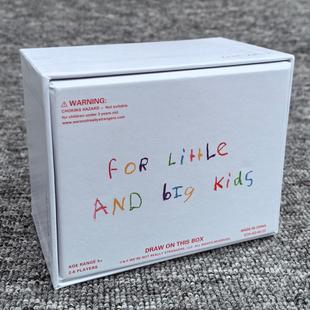 ⚠ WARNING:
CHOKING HAZARD – Not suitable
for children under 3 years old.
www.werenotreallystrangers.com
FOR LittLE
AND big KidS
AGE RANGE 5+
2-6 PLAYERS
DRAW ON THIS BOX
MADE IN CHINA